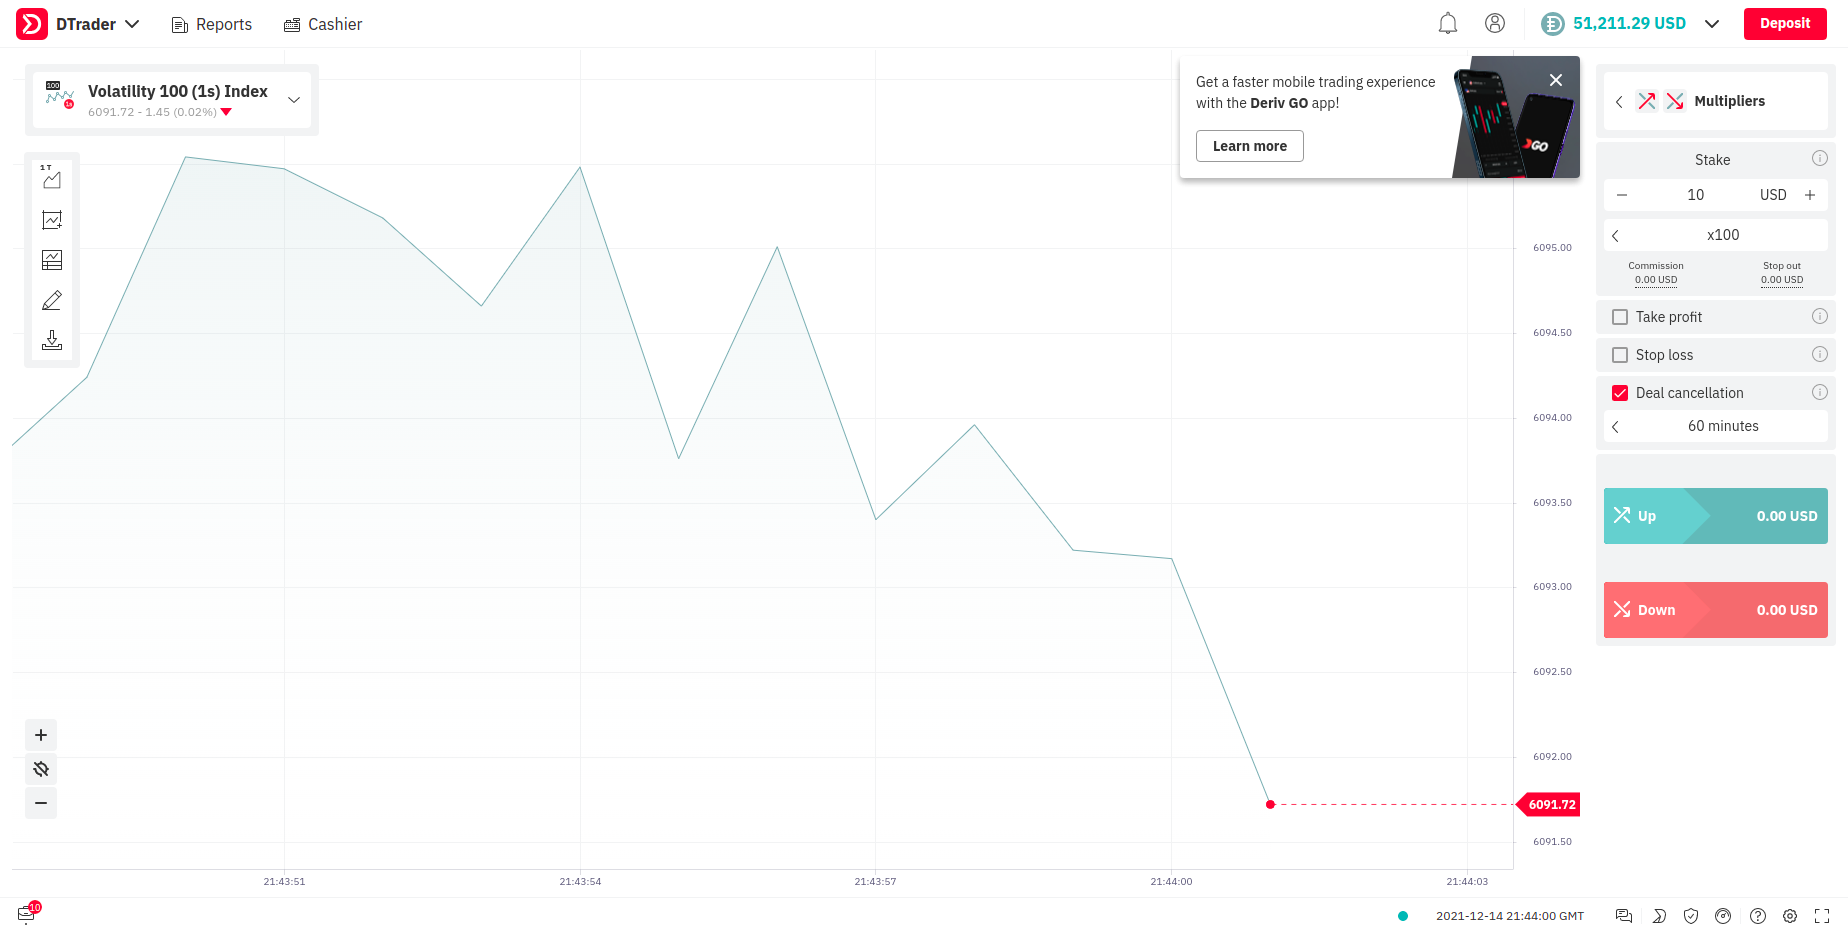 DTrader
Reports
Cashier
51,211.29 USD
Deposit
100
1s
Volatility 100 (1s) Index
6091.72 - 1.45 (0.02%)
Get a faster mobile trading experience
with the Deriv GO app!
Learn more
GO
1 T
Multipliers
Stake
10
USD
x100
Commission
0.00 USD
Stop out
0.00 USD
Take profit
Stop loss
Deal cancellation
60 minutes
Up
0.00 USD
Down
0.00 USD
6095.00
6094.50
6094.00
6093.50
6093.00
6092.50
6092.00
6091.72
6091.50
21:43:51
21:43:54
21:43:57
21:44:00
21:44:03
10
2021-12-14 21:44:00 GMT